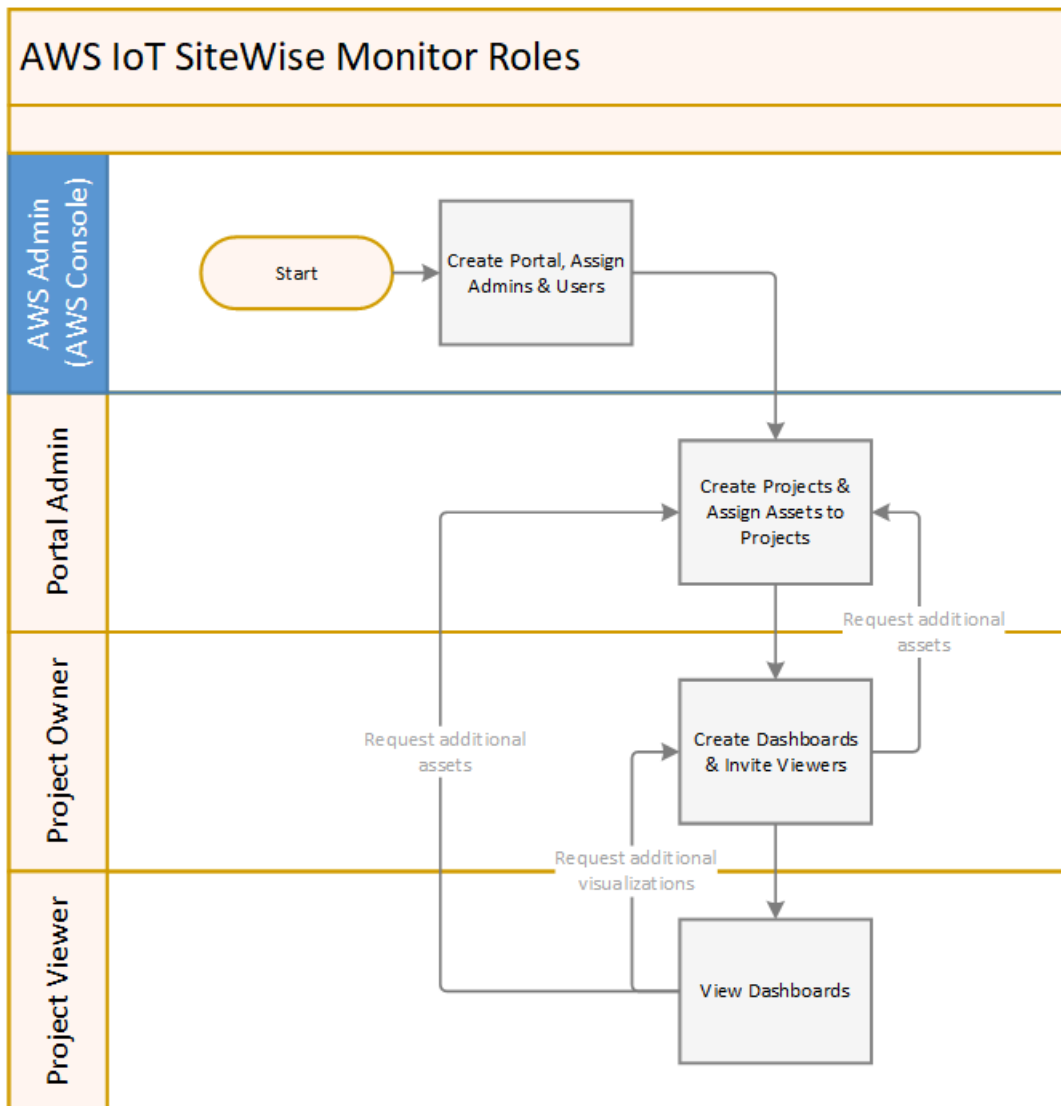 AWS IoT SiteWise Monitor Roles
AWS Admin
(AWS Console)
Start
Create Portal, Assign
Admins & Users
Portal Admin
Create Projects &
Assign Assets to
Projects
Request additional
assets
Project Owner
Request additional
assets
Create Dashboards
& Invite Viewers
Request additional
visualizations
Project Viewer
View Dashboards